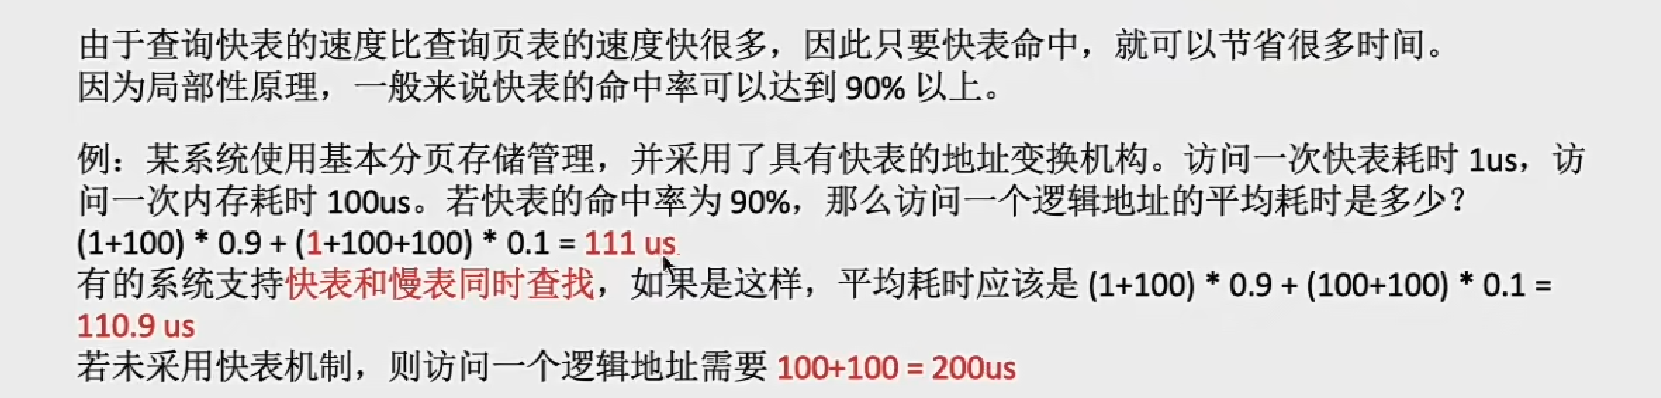 由于查询快表的速度比查询页表的速度快很多，因此只要快表命中，就可以节省很多时间。
因为局部性原理，一般来说快表的命中率可以达到 90% 以上。
例：某系统使用基本分页存储管理，并采用了具有快表的地址变换机构。访问一次快表耗时 1us，访
问一次内存耗时 100us。若快表的命中率为 90%，那么访问一个逻辑地址的平均耗时是多少？
(1+100) * 0.9 + (1+100+100) * 0.1 = 111 us
有的系统支持快表和慢表同时查找，如果是这样，平均耗时应该是 (1+100) * 0.9 + (100+100) * 0.1 =
110.9 us
若未采用快表机制，则访问一个逻辑地址需要 100+100 = 200us